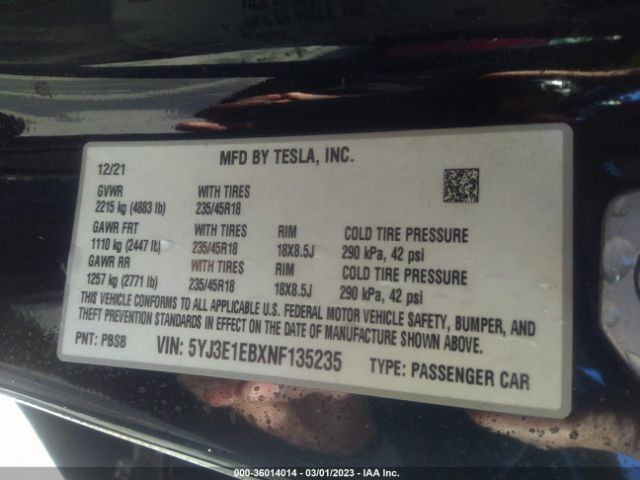 MFD BY TESLA, INC.
12/21
GVWR WITH TIRES
2215 kg (4883 lb) 235/45R18
GAWR FRT WITH TIRES RIM COLD TIRE PRESSURE
1110 kg (2447 lb) 235/45R18 18X8.5J 290 kPa, 42 psi
GAWR RR WITH TIRES RIM COLD TIRE PRESSURE
1257 kg (2771 lb) 235/45R18 18X8.5J 290 kPa, 42 psi
THIS VEHICLE CONFORMS TO ALL APPLICABLE U.S. FEDERAL MOTOR VEHICLE SAFETY, BUMPER, AND
THEFT PREVENTION STANDARDS IN EFFECT ON THE DATE OF MANUFACTURE SHOWN ABOVE.
PNT: PBSB VIN: 5YJ3E1EBXNF135235 TYPE: PASSENGER CAR
000-36014014 — 03/01/2023 — IAA Inc.